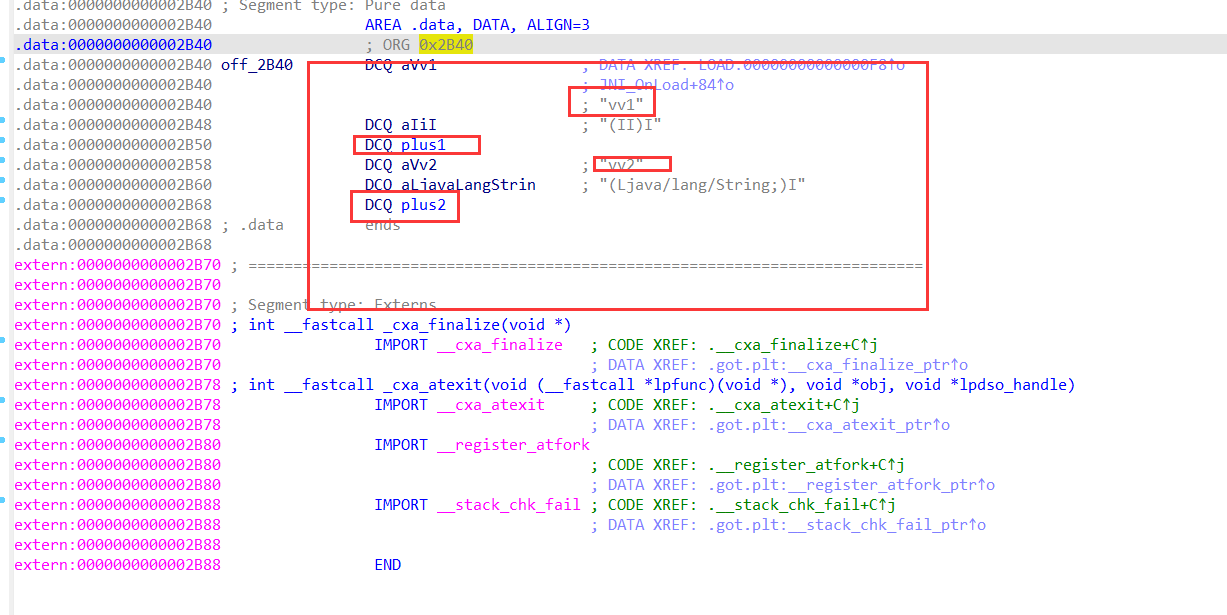 .data:0000000000002B40 ; Segment type: Pure data
.data:0000000000002B40 AREA .data, DATA, ALIGN=3
.data:0000000000002B40 ; ORG 0x2B40
.data:0000000000002B40 off_2B40 DCQ aVv1 ; DATA XREF: LOAD:00000000000000F8↑o
.data:0000000000002B40 ; JNI_OnLoad+84↑o
.data:0000000000002B40 ; "vv1"
.data:0000000000002B48 DCQ aIiI ; "(II)I"
.data:0000000000002B50 DCQ plus1
.data:0000000000002B58 DCQ aVv2 ; "vv2"
.data:0000000000002B60 DCQ aLjavaLangStrin ; "(Ljava/lang/String;)I"
.data:0000000000002B68 DCQ plus2
.data:0000000000002B68 ; .data ends
.data:0000000000002B68
extern:0000000000002B70 ; ===========================================================================
extern:0000000000002B70
extern:0000000000002B70 ; Segment type: Externs
extern:0000000000002B70 ; int __fastcall _cxa_finalize(void *)
extern:0000000000002B70 IMPORT __cxa_finalize ; CODE XREF: .__cxa_finalize+C↑j
extern:0000000000002B70 ; DATA XREF: .got.plt:__cxa_finalize_ptr↑o
extern:0000000000002B78 ; int __fastcall _cxa_atexit(void (__fastcall *lpfunc)(void *), void *obj, void *lpdso_handle)
extern:0000000000002B78 IMPORT __cxa_atexit ; CODE XREF: .__cxa_atexit+C↑j
extern:0000000000002B78 ; DATA XREF: .got.plt:__cxa_atexit_ptr↑o
extern:0000000000002B80 IMPORT __register_atfork
extern:0000000000002B80 ; CODE XREF: .__register_atfork+C↑j
extern:0000000000002B80 ; DATA XREF: .got.plt:__register_atfork_ptr↑o
extern:0000000000002B88 IMPORT __stack_chk_fail ; CODE XREF: .__stack_chk_fail+C↑j
extern:0000000000002B88 ; DATA XREF: .got.plt:__stack_chk_fail_ptr↑o
extern:0000000000002B88
extern:0000000000002B88 END